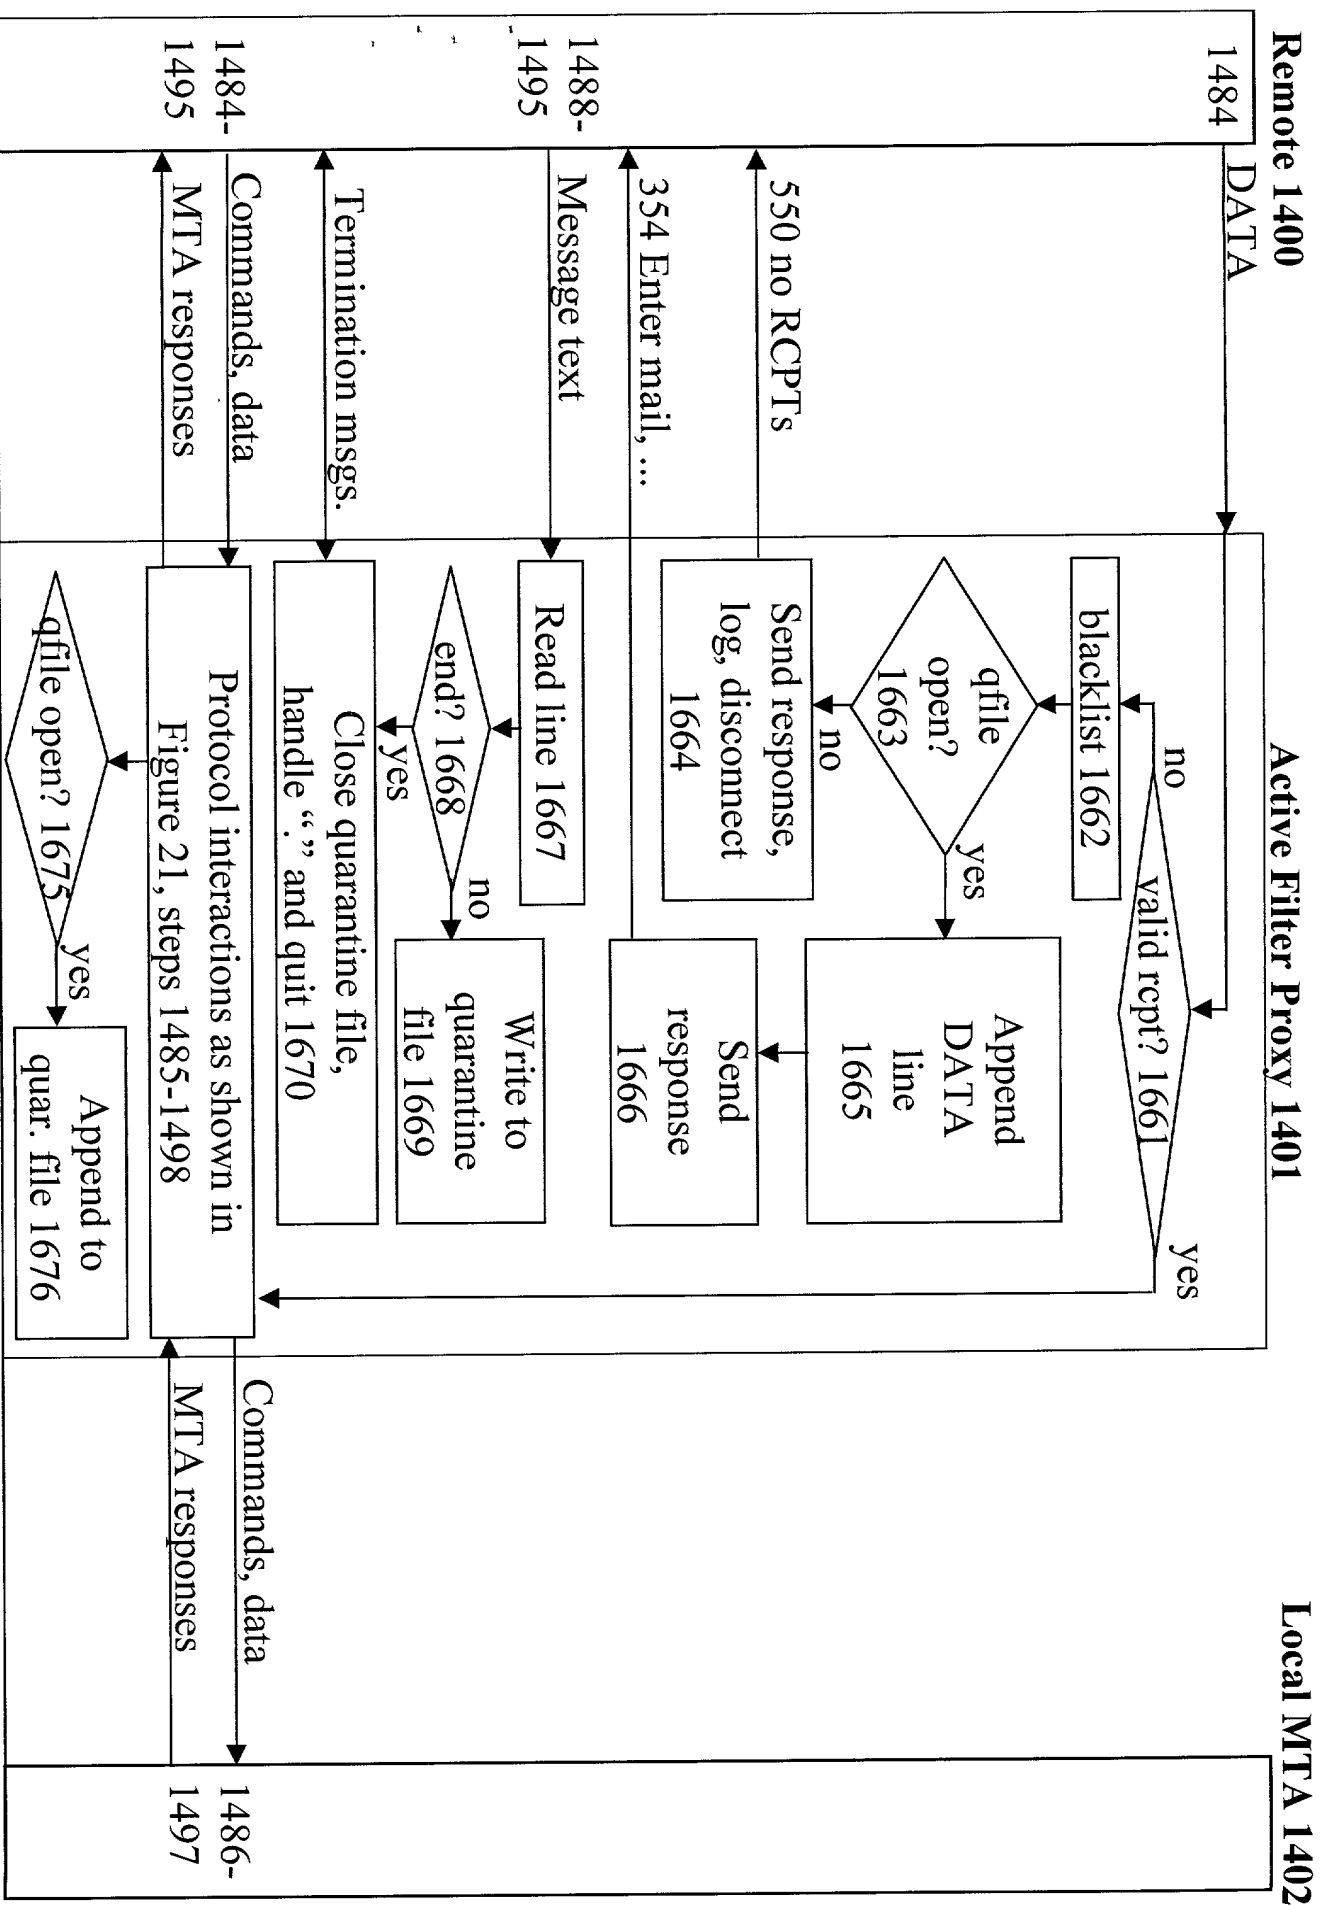 Remote 1400
Active Filter Proxy 1401
Local MTA 1402
1484
DATA
valid rcpt? 1661
no
yes
blacklist 1662
qfile
open?
1663
yes
no
Append
DATA
line
1665
550 no RCPTs
Send response,
log, disconnect
1664
354 Enter mail, ...
Send
response
1666
1488-
1495
Message text
Read line 1667
end? 1668
no
yes
Write to
quarantine
file 1669
Termination msgs.
Close quarantine file,
handle “.” and quit 1670
1484-
1495
Commands, data
MTA responses
Protocol interactions as shown in
Figure 21, steps 1485-1498
Commands, data
MTA responses
1486-
1497
qfile open? 1675
yes
Append to
quar. file 1676